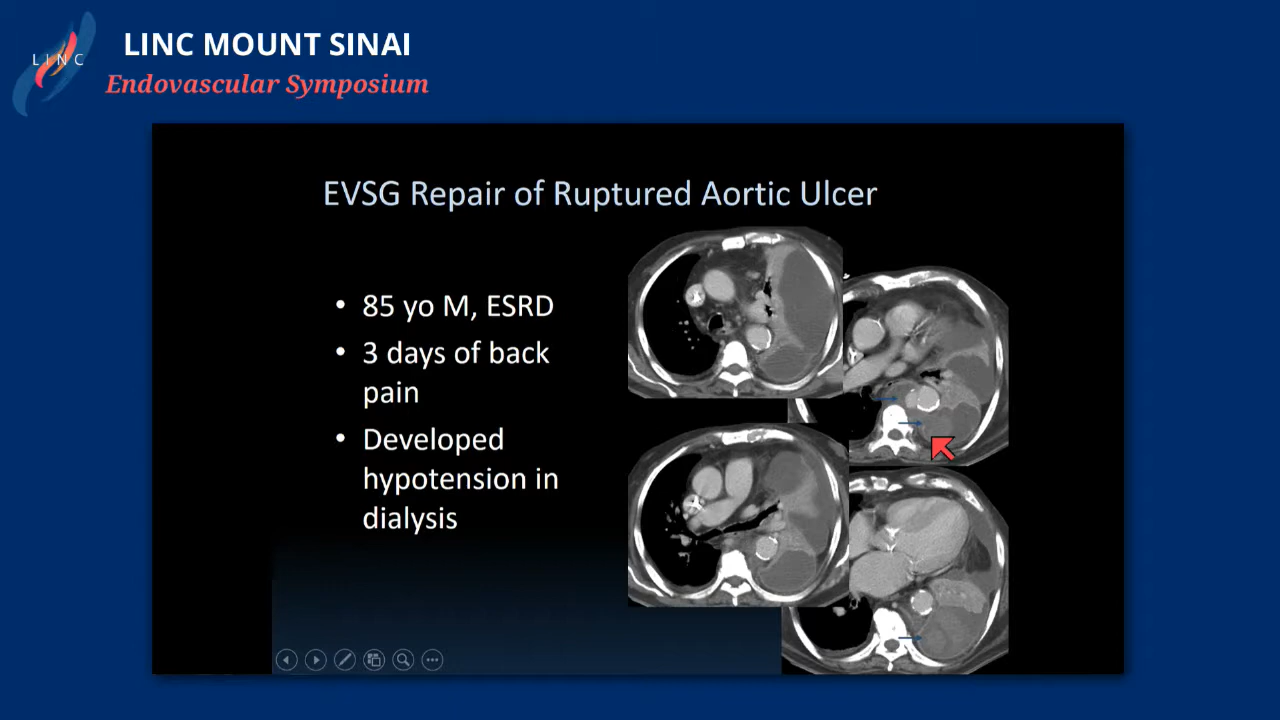 LINC
LINC MOUNT SINAI
Endovascular Symposium
EVSG Repair of Ruptured Aortic Ulcer
• 85 yo M, ESRD
• 3 days of back
pain
• Developed
hypotension in
dialysis